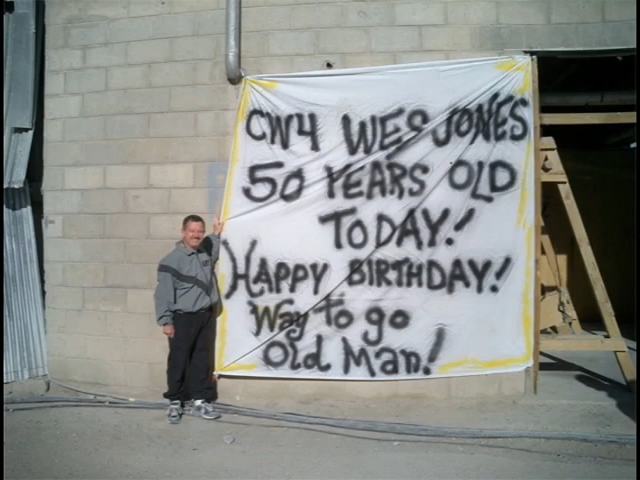 CW4 WES JONES
50 YEARS OLD
TODAY!
HAPPY BIRTHDAY!
Way To go
Old Man!